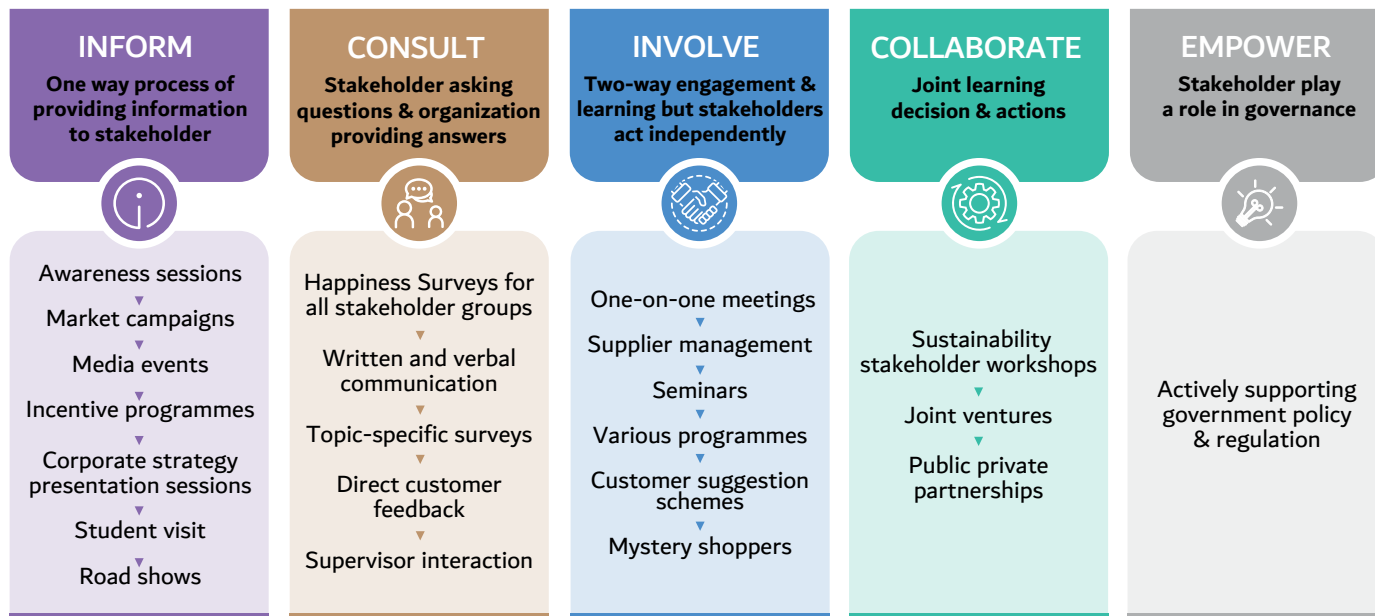 INFORM
One way process of
providing information
to stakeholder
Awareness sessions
Market campaigns
Media events
Incentive programmes
Corporate strategy
presentation sessions
Student visit
Road shows
CONSULT
Stakeholder asking
questions & organization
providing answers
Happiness Surveys for
all stakeholder groups
Written and verbal
communication
Topic-specific surveys
Direct customer
feedback
Supervisor interaction
INVOLVE
Two-way engagement &
learning but stakeholders
act independently
One-on-one meetings
Supplier management
Seminars
Various programmes
Customer suggestion
schemes
Mystery shoppers
COLLABORATE
Joint learning
decision & actions
Sustainability
stakeholder workshops
Joint ventures
Public private
partnerships
EMPOWER
Stakeholder play
a role in governance
Actively supporting
government policy
& regulation